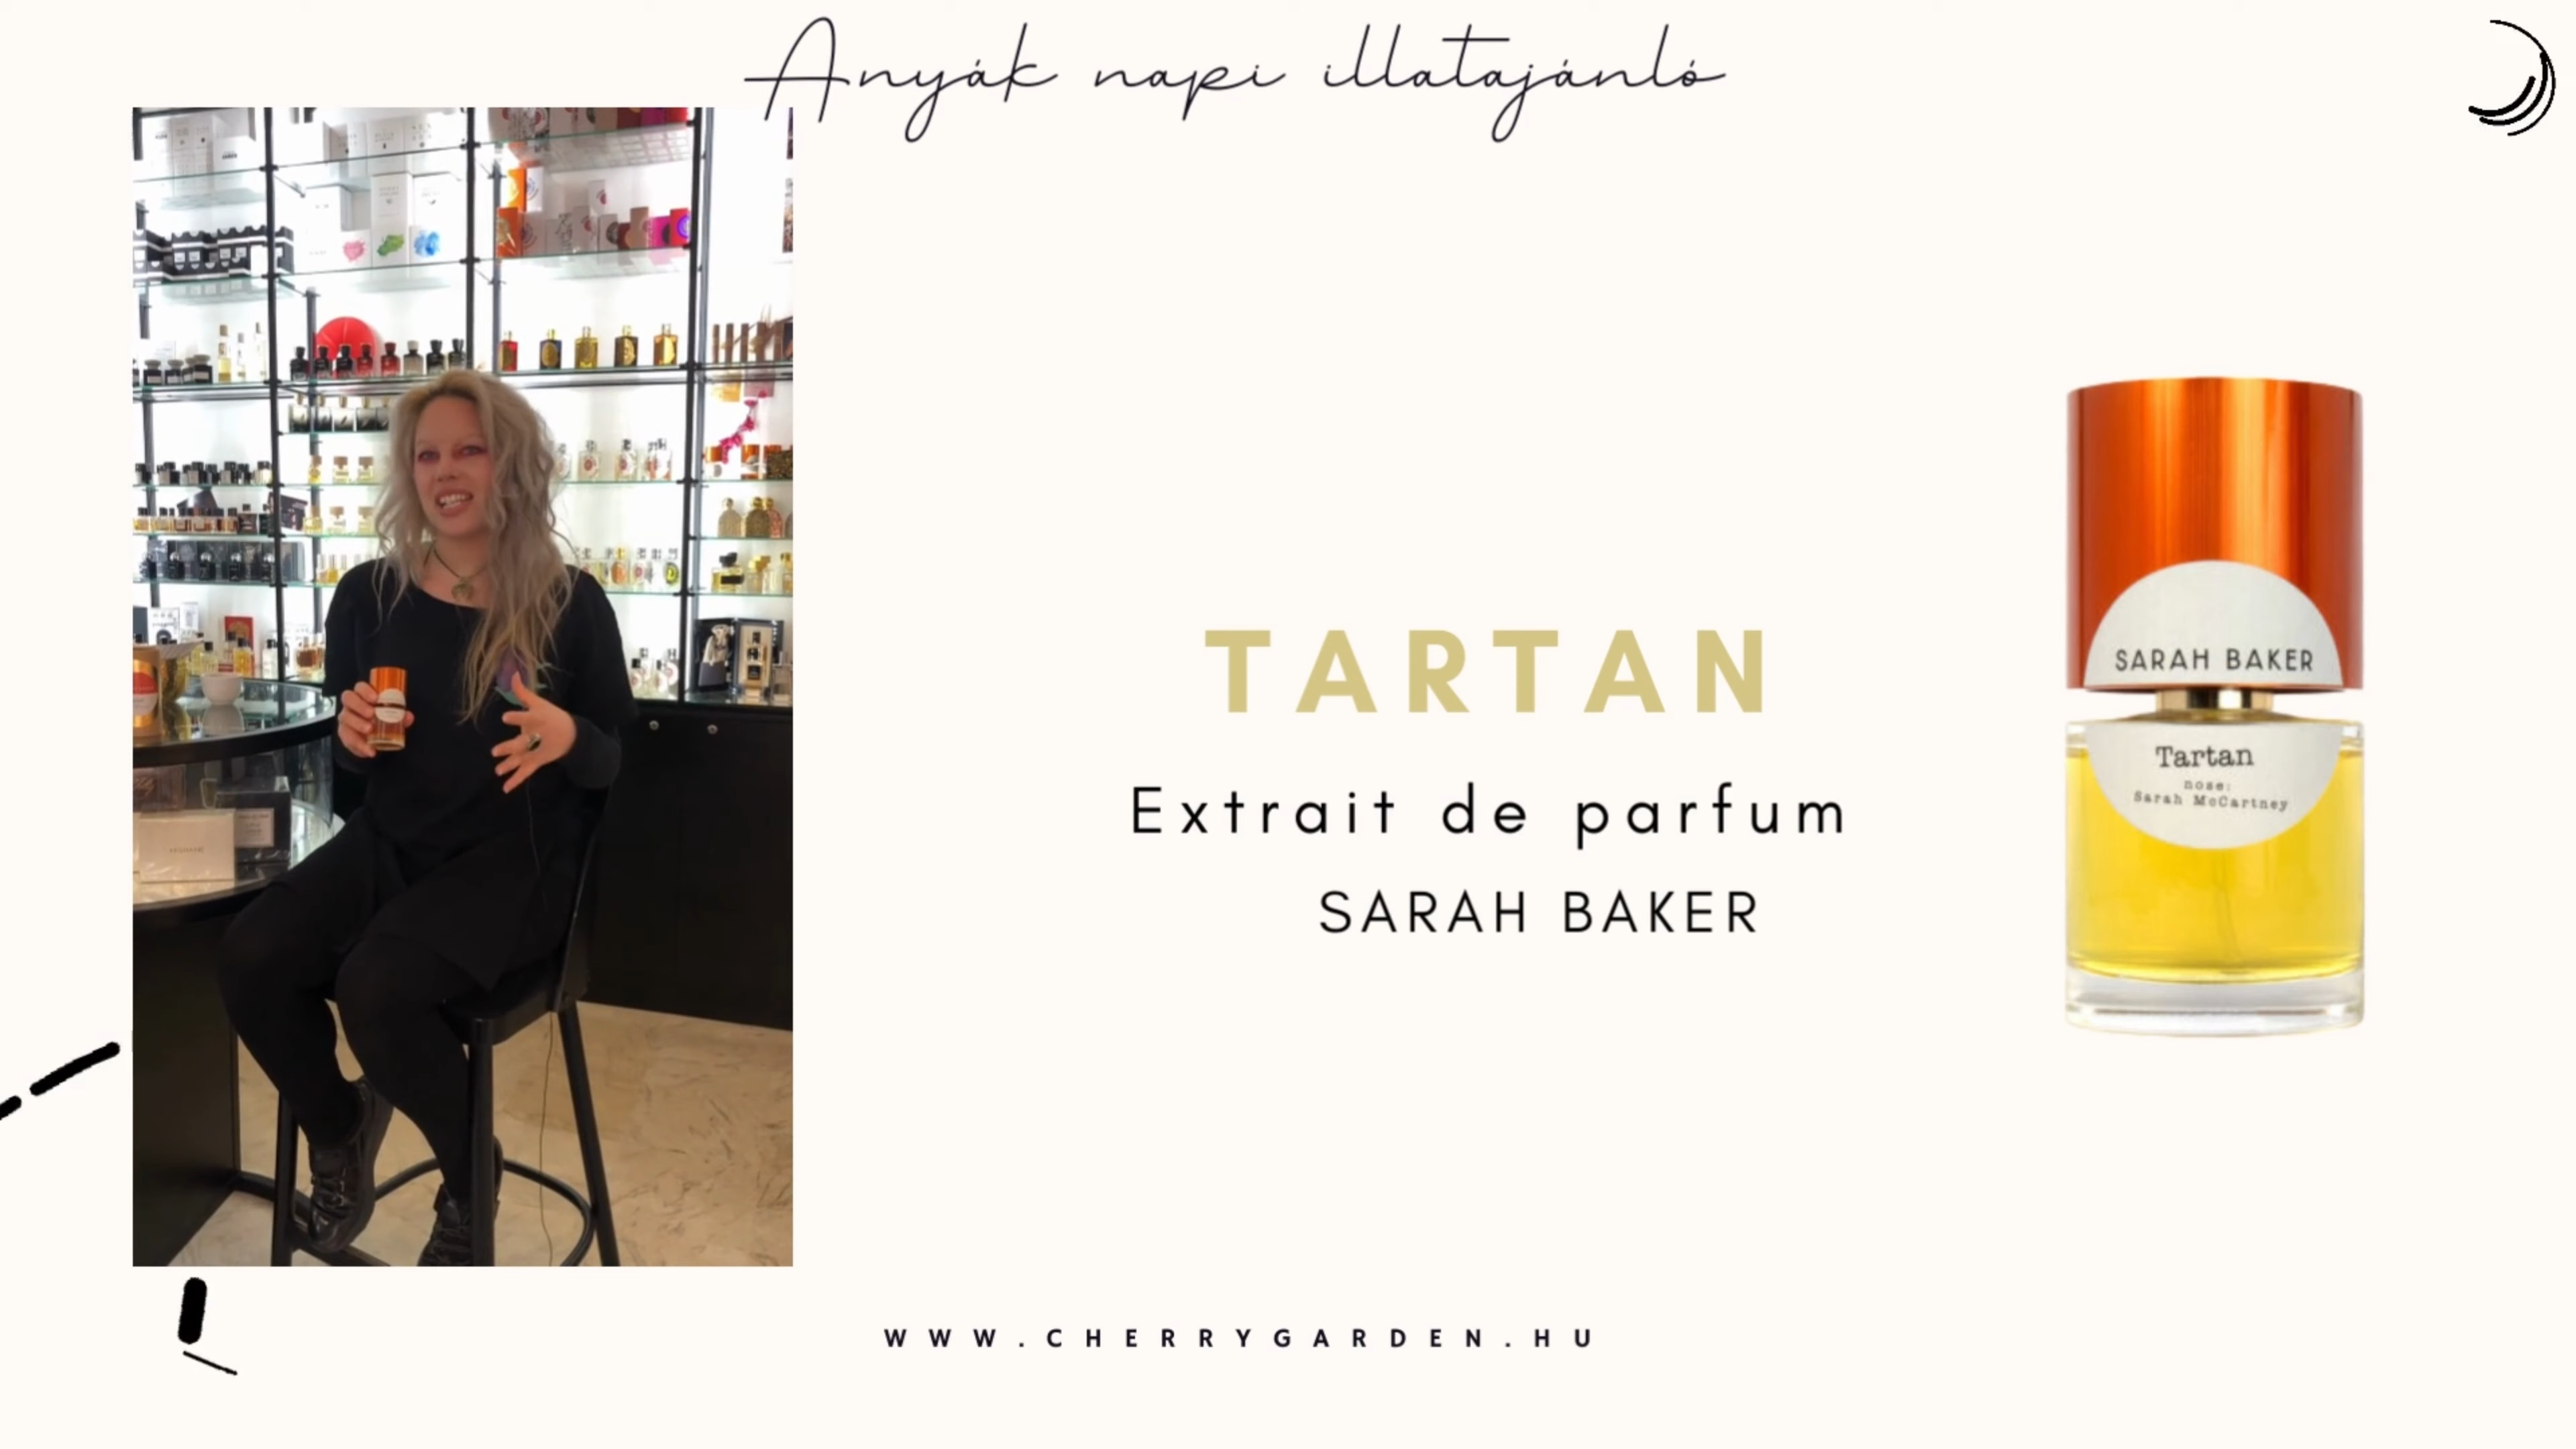 Anyák napi illatajánló
TARTAN
Extrait de parfum
SARAH BAKER
SARAH BAKER
Tartan
nose:
Sarah McCartney
WWW.CHERRYGARDEN.HU